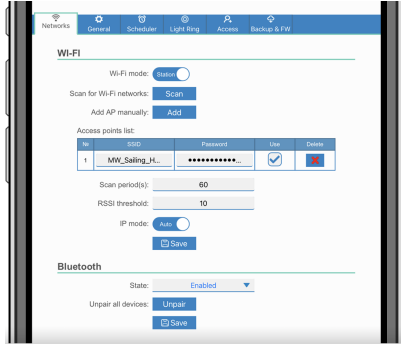 Networks General Scheduler Light Ring Access Backup & FW
Wi-Fi
Wi-Fi mode: Station
Scan for Wi-Fi networks: Scan
Add AP manually: Add
Access points list:
№ SSID Password Use Delete
1 MW_Sailing_H... •••••••••••...
Scan period(s): 60
RSSI threshold: 10
IP mode: Auto
Save
Bluetooth
State: Enabled
Unpair all devices: Unpair
Save